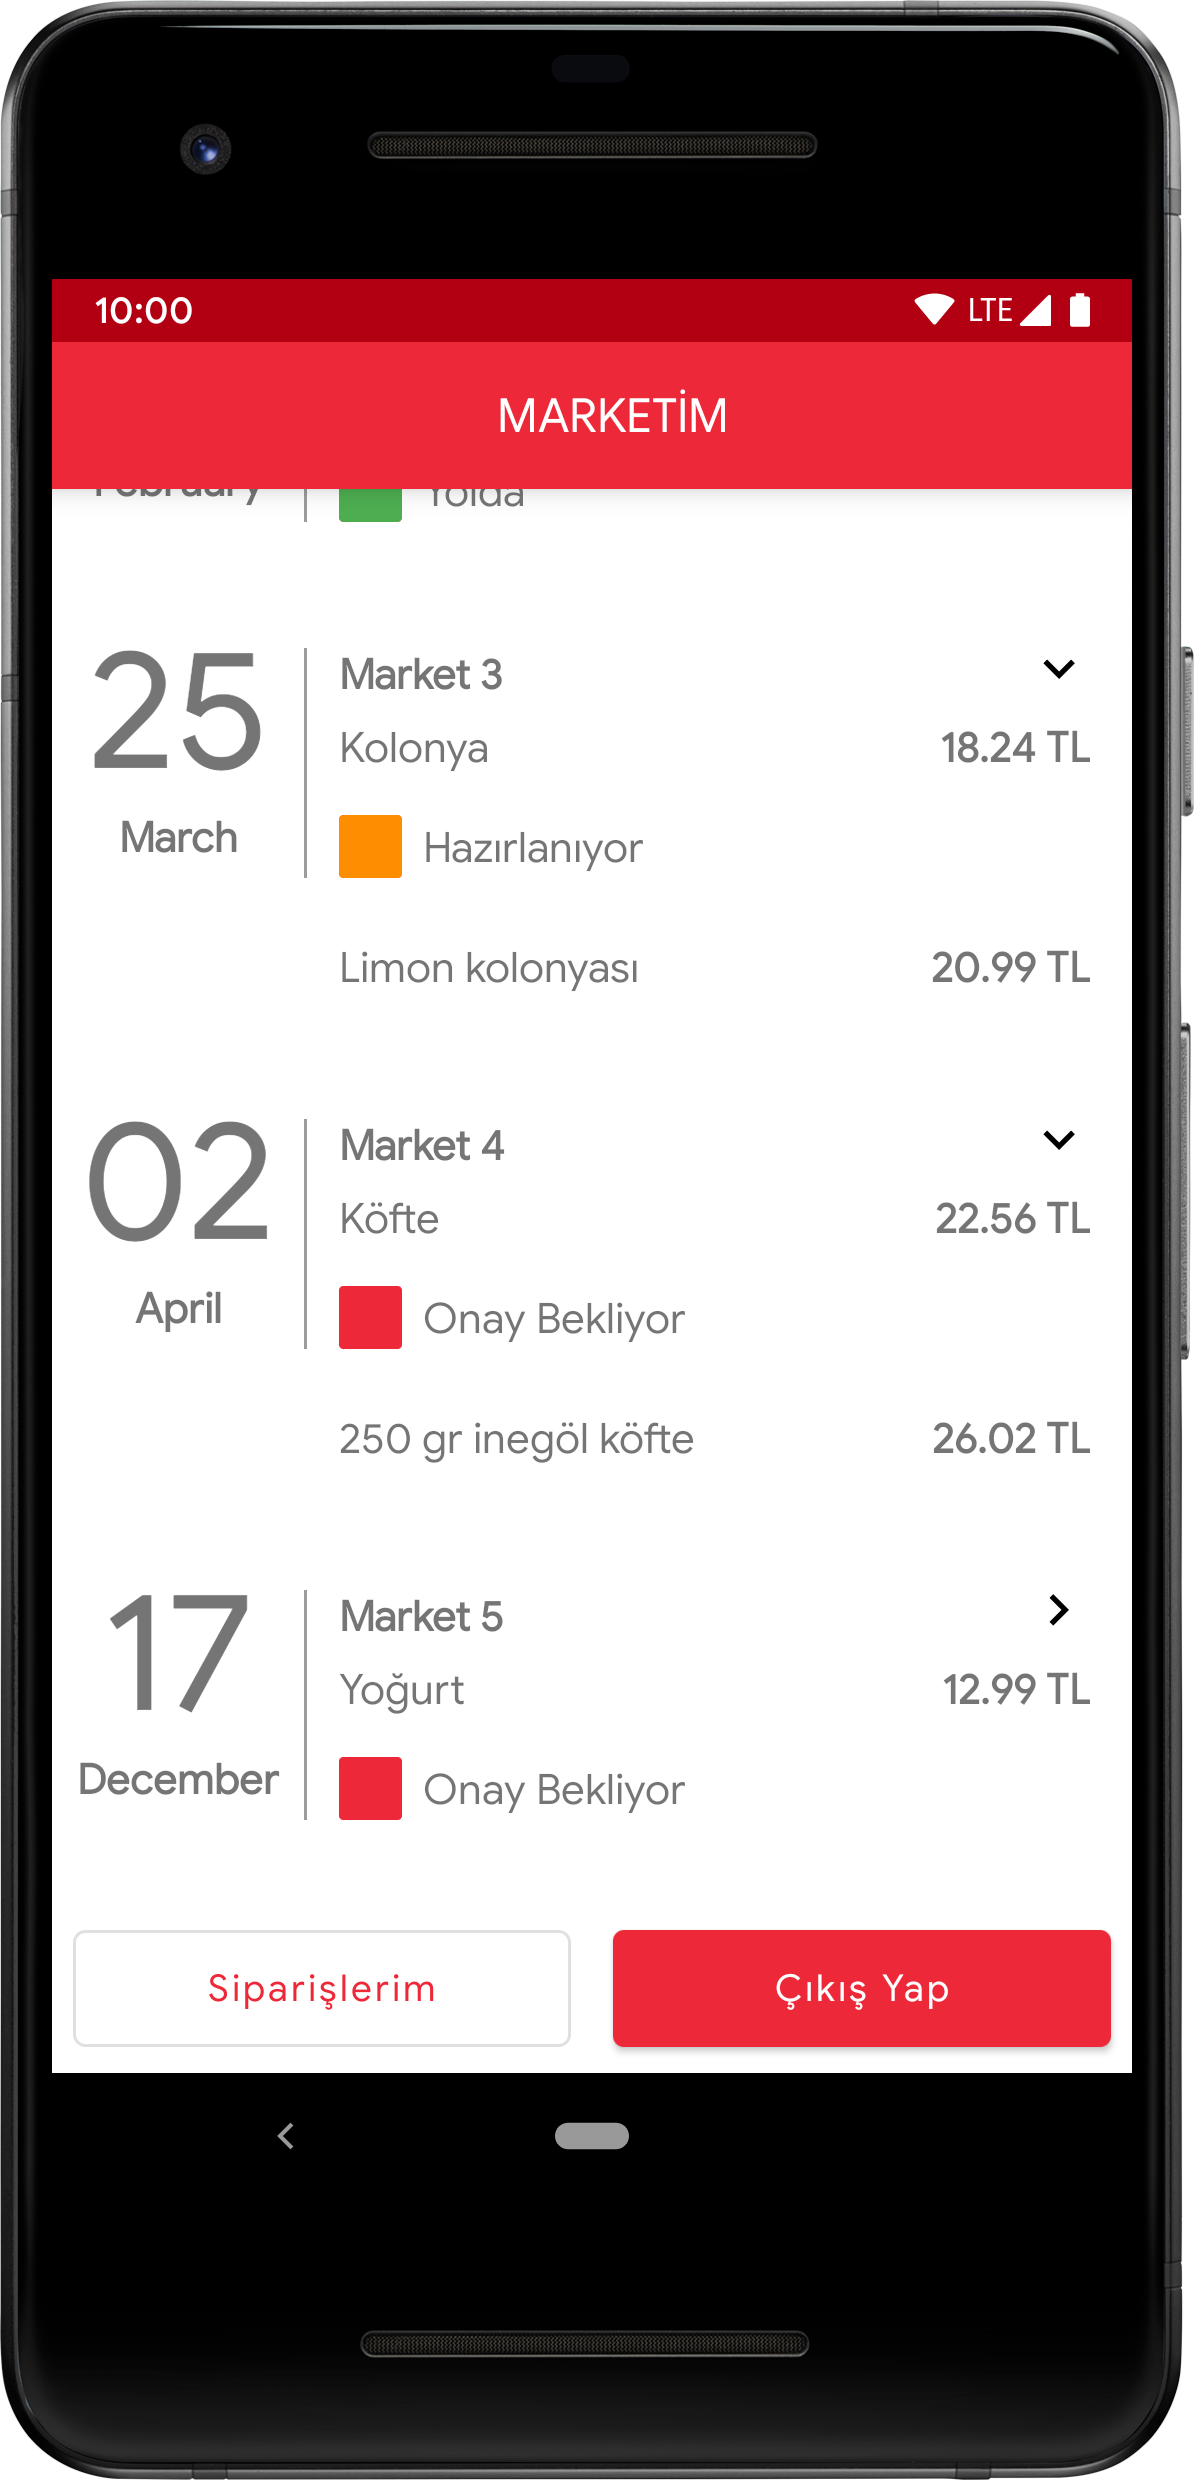 10:00 LTE
MARKETİM
February Yolda
25 Market 3
Kolonya 18.24 TL
March
Hazırlanıyor
Limon kolonyası 20.99 TL
02 Market 4
Köfte 22.56 TL
April
Onay Bekliyor
250 gr inegöl köfte 26.02 TL
17 Market 5
Yoğurt 12.99 TL
December
Onay Bekliyor
Siparişlerim Çıkış Yap